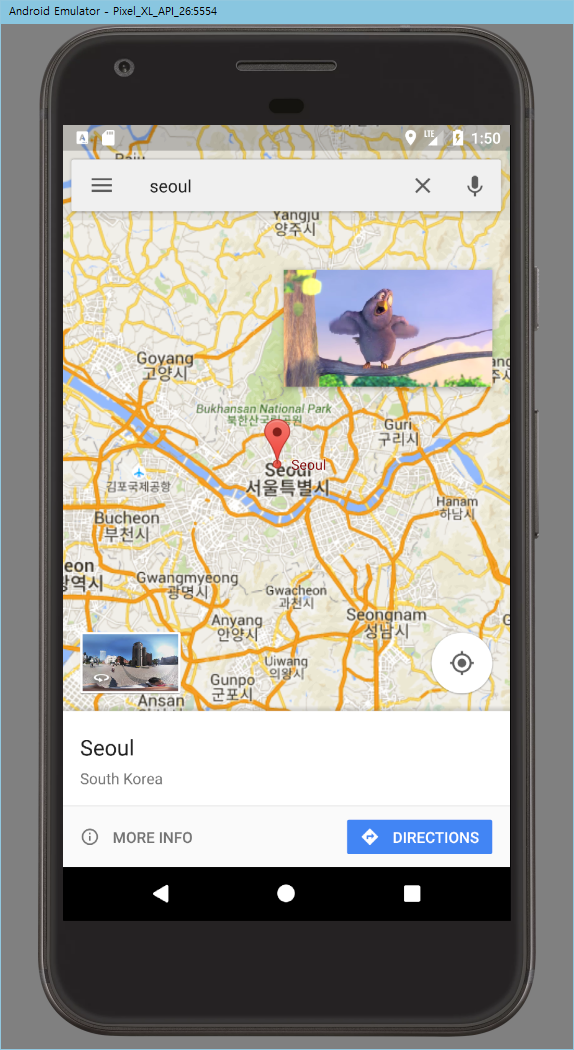 Android Emulator - Pixel_XL_API_26:5554
A
LTE
1:50
seoul
Yangju
양주시
Goyang
고양시
Bukhansan National Park
북한산국립공원
Guri
구리시
Seoul
Seoul
서울특별시
김포국제공항
Hanam
하남시
Bucheon
부천시
Gwangmyeong
광명시
Gwacheon
과천시
Anyang
안양시
Seongnam
성남시
Uiwang
의왕시
Gunpo
군포시
Ansan
Seoul
South Korea
MORE INFO
DIRECTIONS